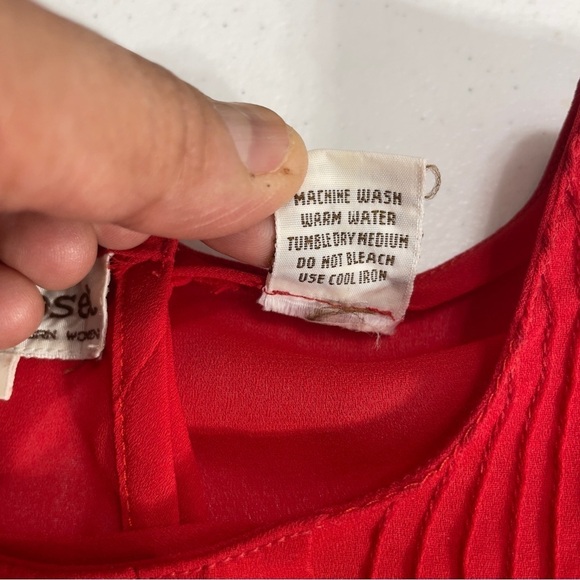 MACHINE WASH
WARM WATER
TUMBLE DRY MEDIUM
DO NOT BLEACH
USE COOL IRON